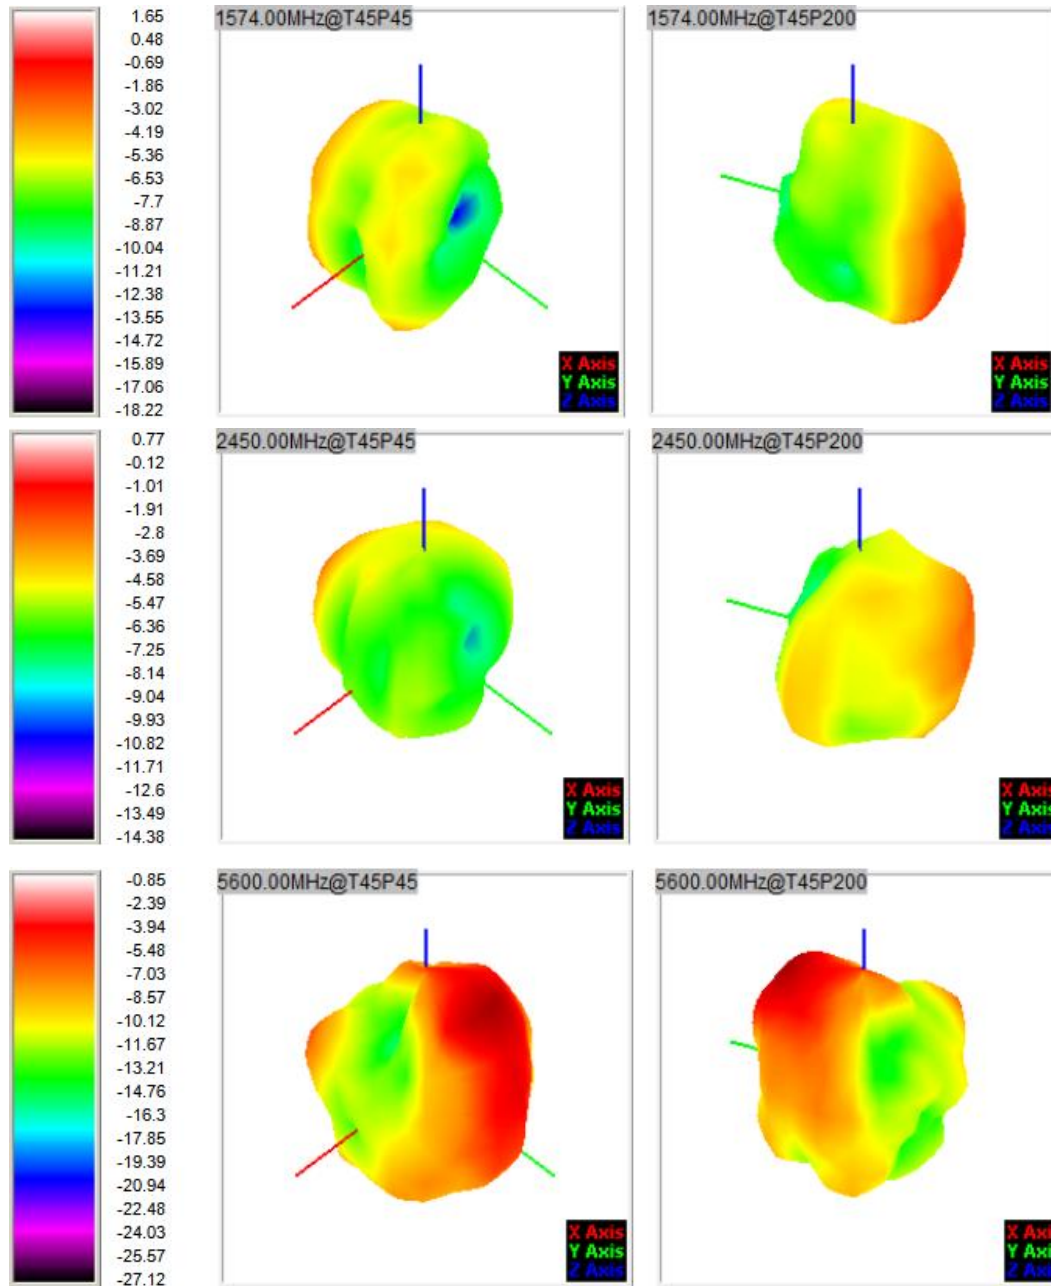 1.65
0.48
-0.69
-1.86
-3.02
-4.19
-5.36
-6.53
-7.7
-8.87
-10.04
-11.21
-12.38
-13.55
-14.72
-15.89
-17.06
-18.22
1574.00MHz@T45P45
X Axis
Y Axis
Z Axis
1574.00MHz@T45P200
X Axis
Y Axis
Z Axis
0.77
-0.12
-1.01
-1.91
-2.8
-3.69
-4.58
-5.47
-6.36
-7.25
-8.14
-9.04
-9.93
-10.82
-11.71
-12.6
-13.49
-14.38
2450.00MHz@T45P45
X Axis
Y Axis
Z Axis
2450.00MHz@T45P200
X Axis
Y Axis
Z Axis
-0.85
-2.39
-3.94
-5.48
-7.03
-8.57
-10.12
-11.67
-13.21
-14.76
-16.3
-17.85
-19.39
-20.94
-22.48
-24.03
-25.57
-27.12
5600.00MHz@T45P45
X Axis
Y Axis
Z Axis
5600.00MHz@T45P200
X Axis
Y Axis
Z Axis